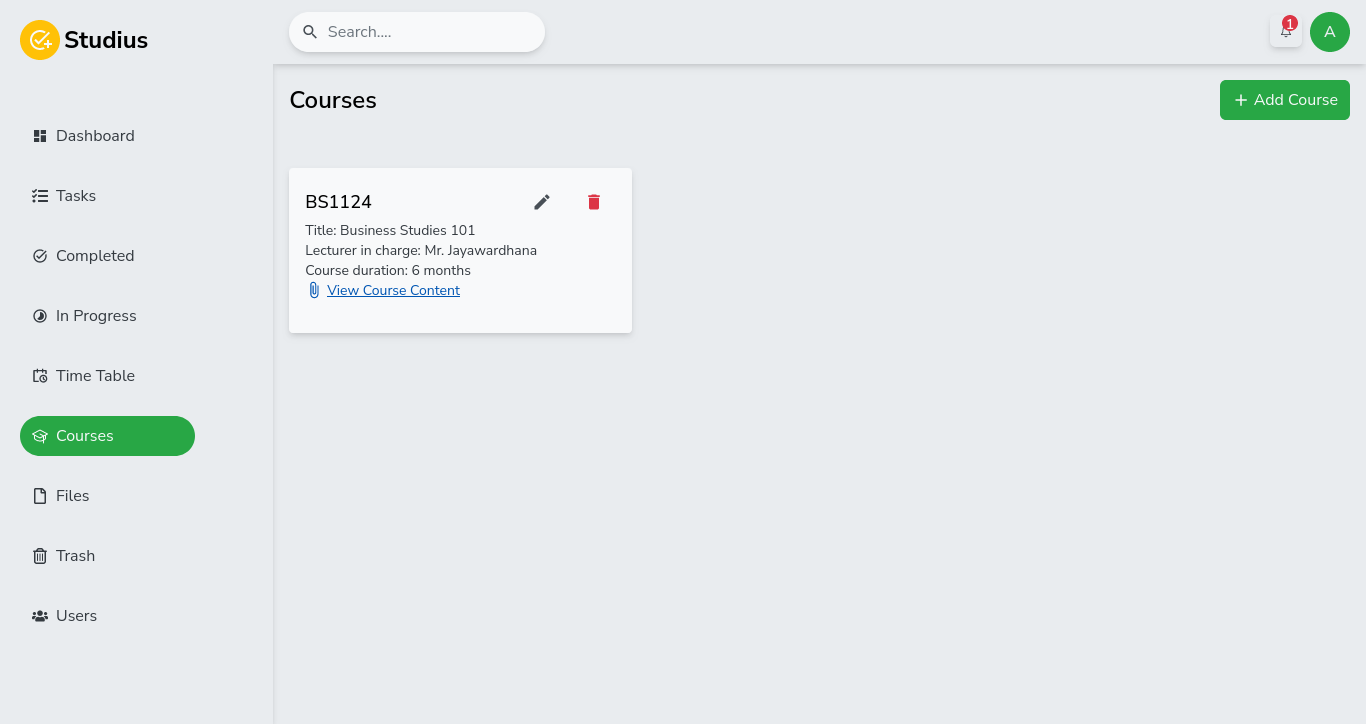 Studius
Search....
1
A
Courses
Add Course
Dashboard
Tasks
Completed
In Progress
Time Table
Courses
Files
Trash
Users
BS1124
Title: Business Studies 101
Lecturer in charge: Mr. Jayawardhana
Course duration: 6 months
View Course Content